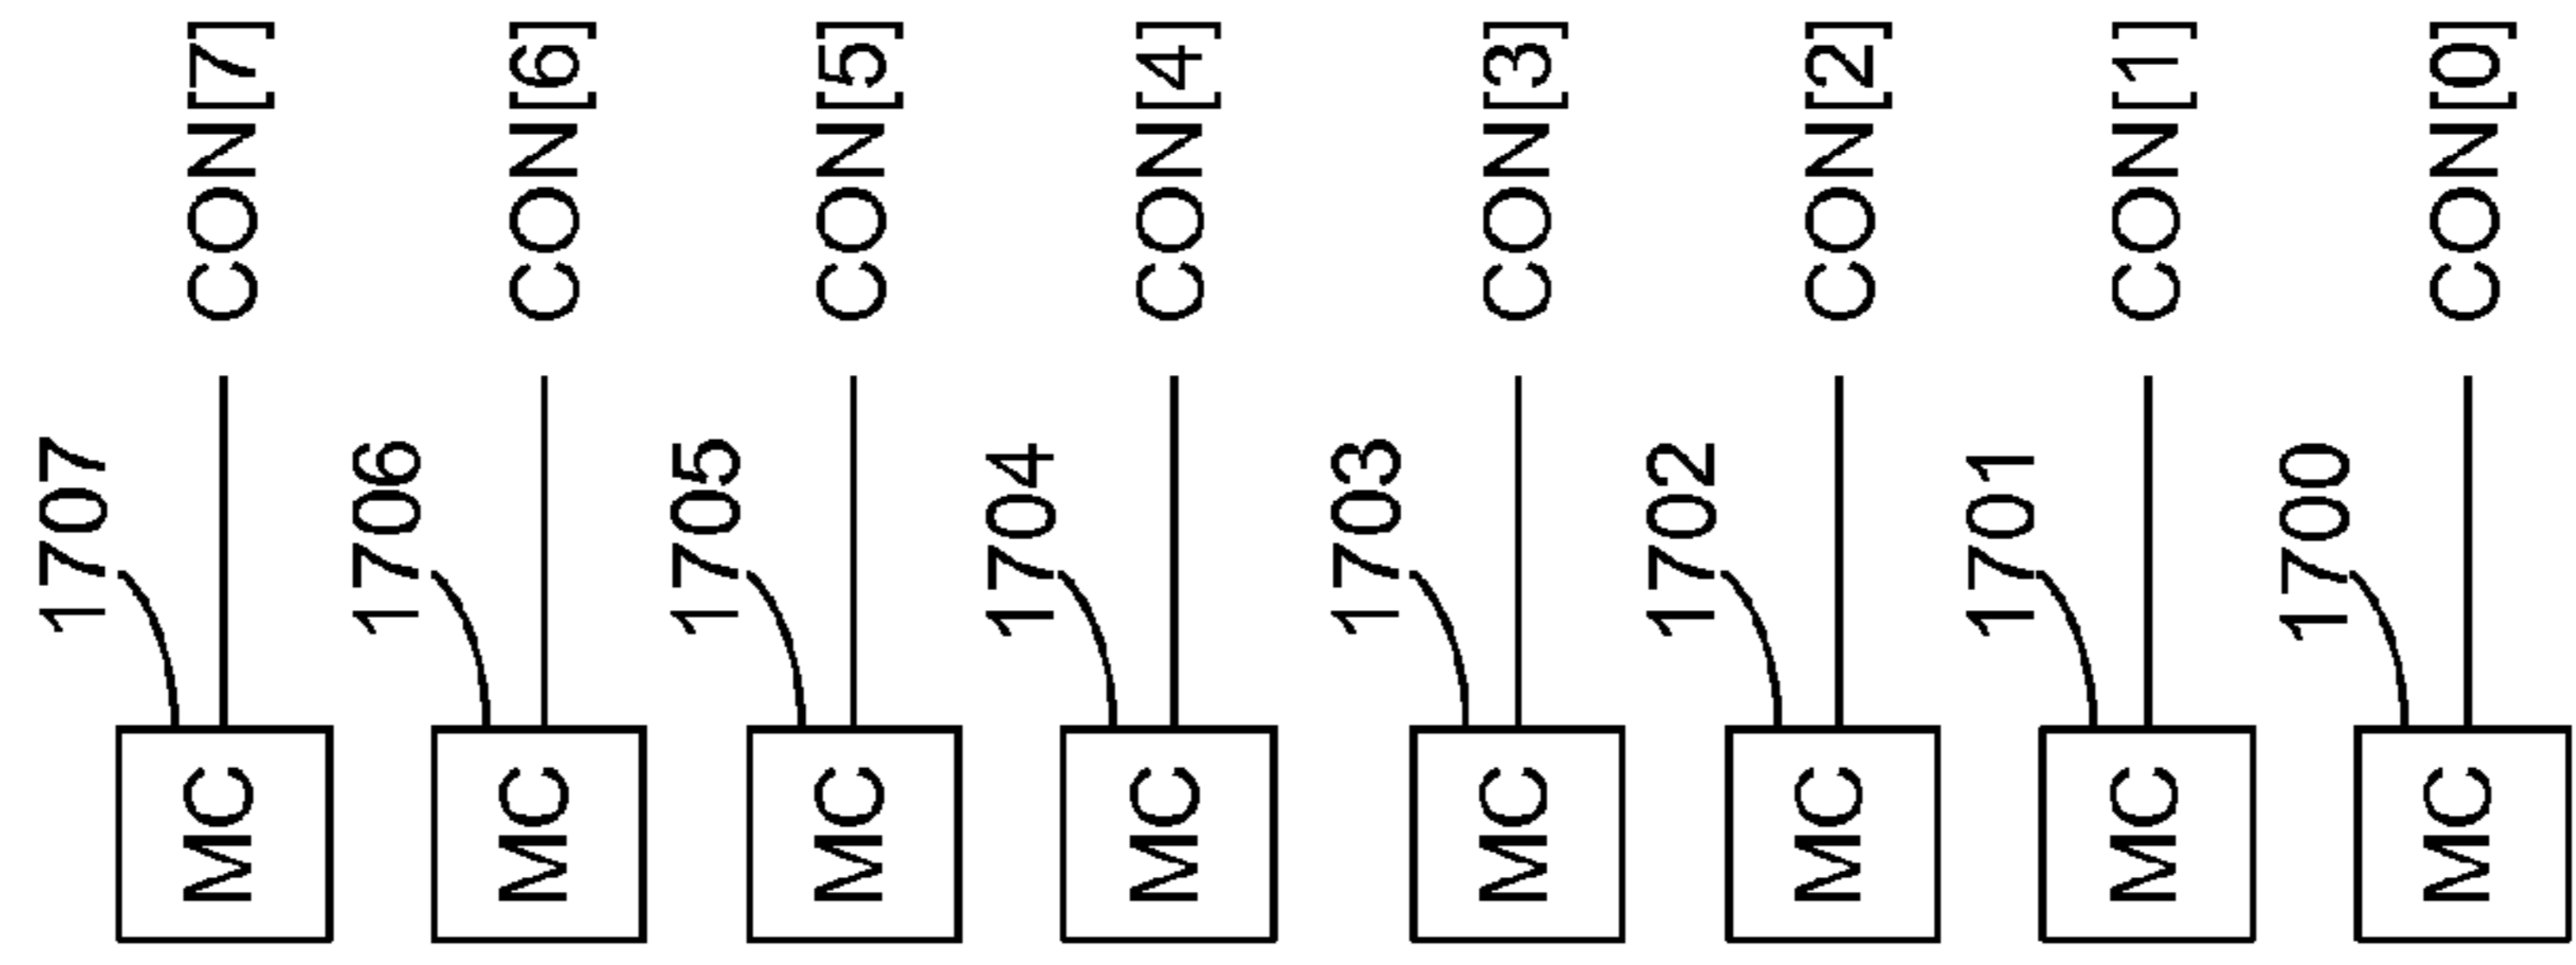 MC 1707 CON[7]
MC 1706 CON[6]
MC 1705 CON[5]
MC 1704 CON[4]
MC 1703 CON[3]
MC 1702 CON[2]
MC 1701 CON[1]
MC 1700 CON[0]